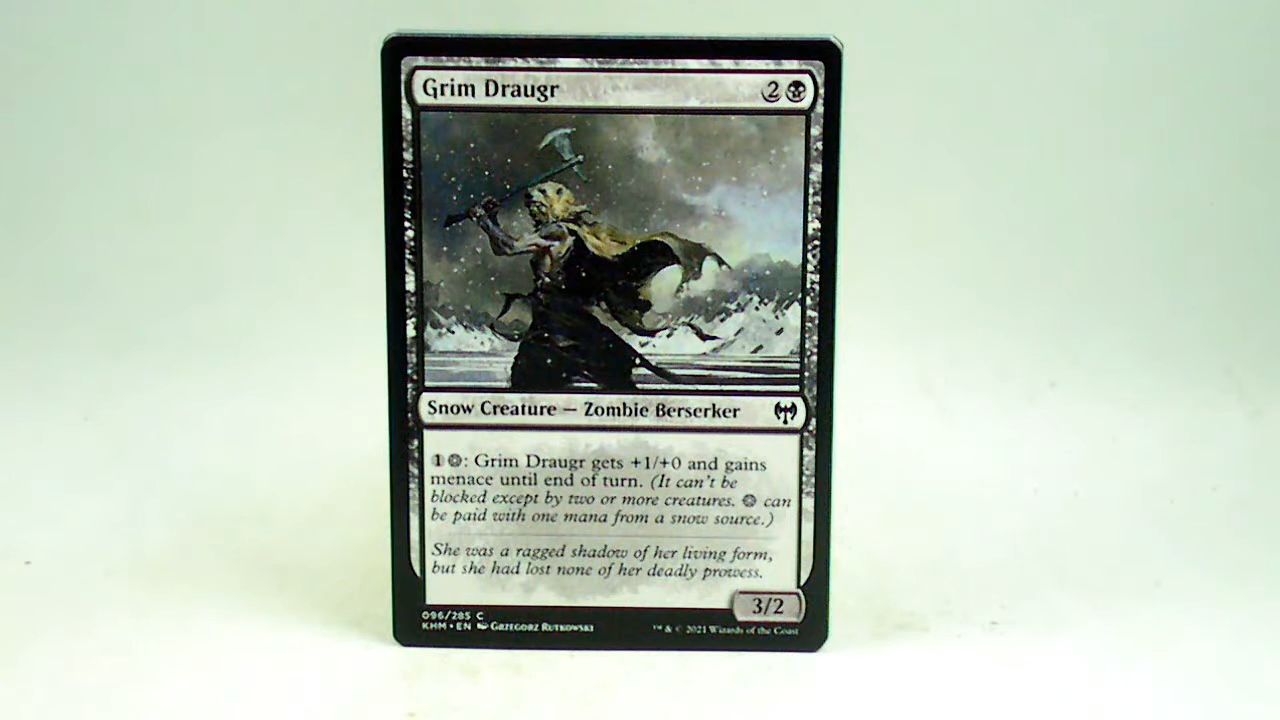 Grim Draugr 2
Snow Creature — Zombie Berserker
1 : Grim Draugr gets +1/+0 and gains
menace until end of turn. (It can't be
blocked except by two or more creatures. can
be paid with one mana from a snow source.)
She was a ragged shadow of her living form,
but she had lost none of her deadly prowess.
3/2
096/285 C
KHM • EN Grzegorz Rutkowski
™ & © 2021 Wizards of the Coast